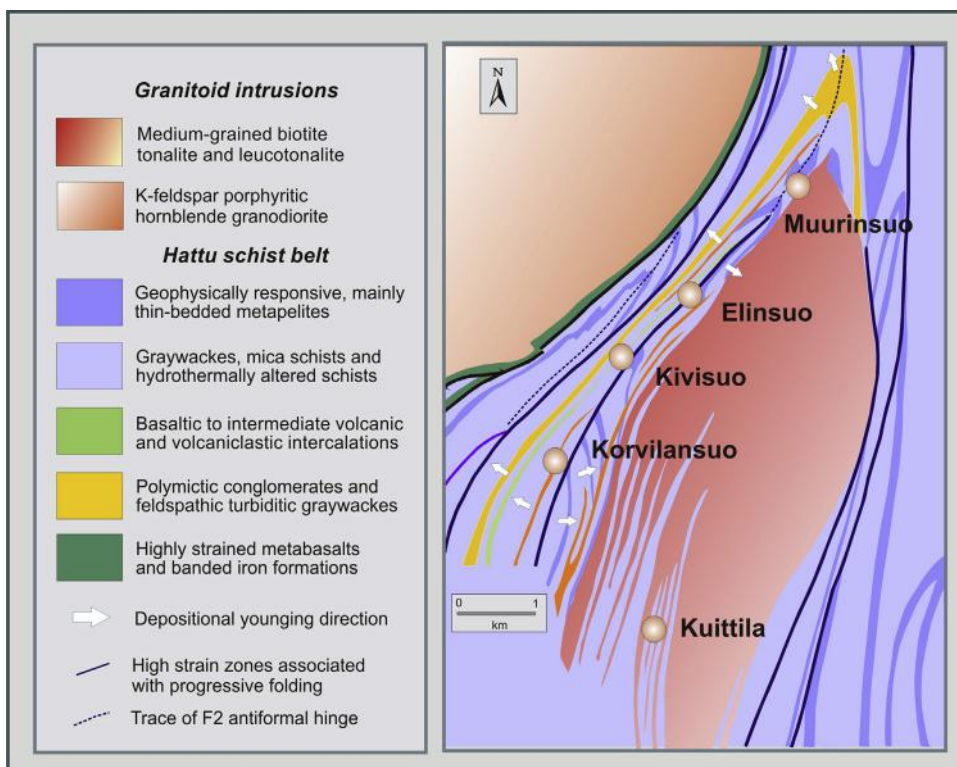 Granitoid intrusions
Medium-grained biotite
tonalite and leucotonalite
K-feldspar porphyritic
hornblende granodiorite
Hattu schist belt
Geophysically responsive, mainly
thin-bedded metapelites
Graywackes, mica schists and
hydrothermally altered schists
Basaltic to intermediate volcanic
and volcaniclastic intercalations
Polymictic conglomerates and
feldspathic turbiditic graywackes
Highly strained metabasalts
and banded iron formations
Depositional younging direction
High strain zones associated
with progressive folding
Trace of F2 antiformal hinge
N
Muurinsuo
Elinsuo
Kivisuo
Korvilansuo
0 1
km
Kuittila